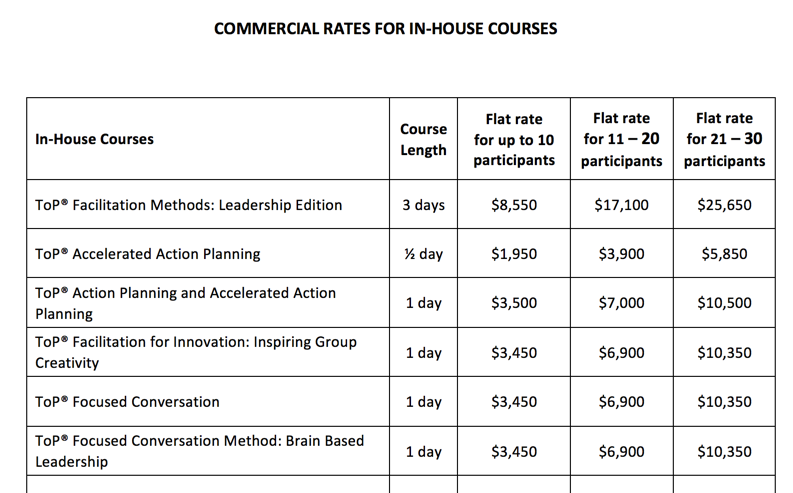 COMMERCIAL RATES FOR IN-HOUSE COURSES
In-House Courses
Course
Length
Flat rate
for up to 10
participants
Flat rate
for 11 – 20
participants
Flat rate
for 21 – 30
participants
ToP® Facilitation Methods: Leadership Edition 3 days $8,550 $17,100 $25,650
ToP® Accelerated Action Planning ½ day $1,950 $3,900 $5,850
ToP® Action Planning and Accelerated Action
Planning
1 day $3,500 $7,000 $10,500
ToP® Facilitation for Innovation: Inspiring Group
Creativity
1 day $3,450 $6,900 $10,350
ToP® Focused Conversation 1 day $3,450 $6,900 $10,350
ToP® Focused Conversation Method: Brain Based
Leadership
1 day $3,450 $6,900 $10,350